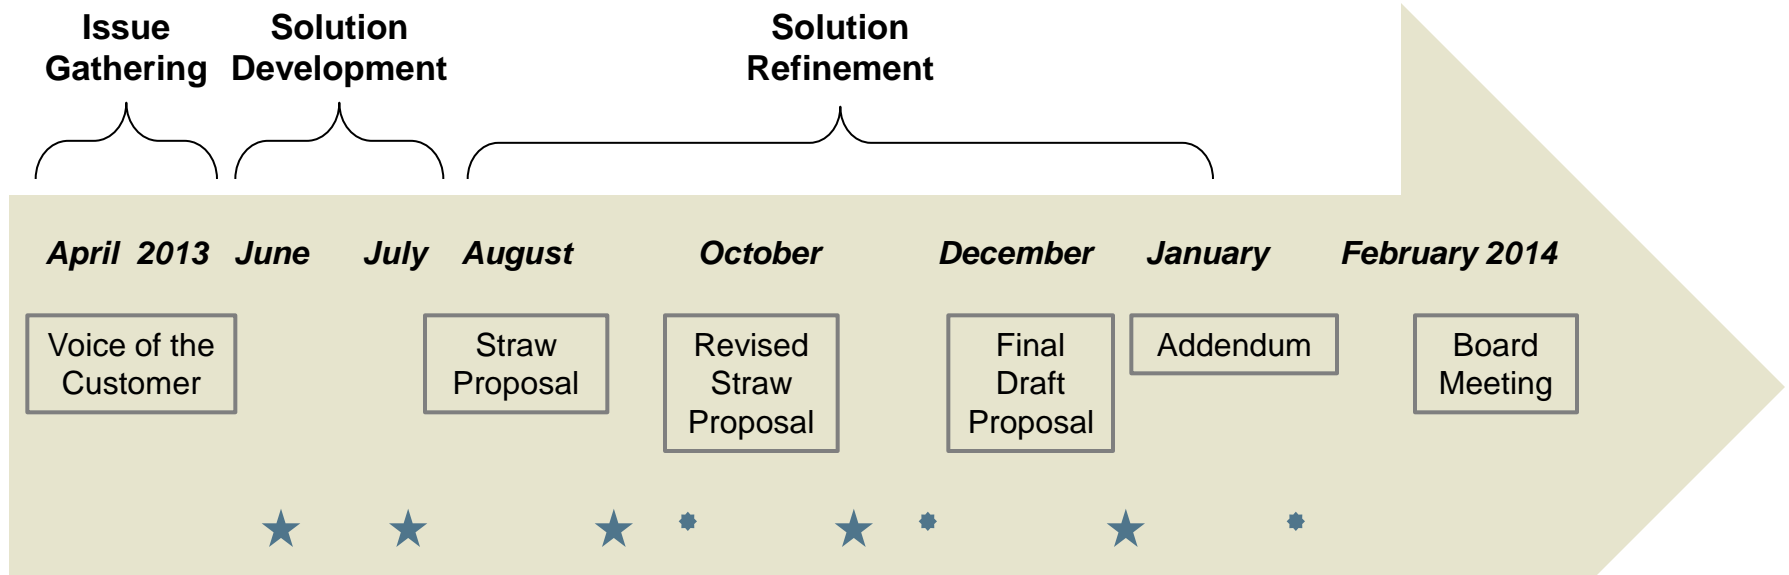 Issue
Gathering
Solution
Development
Solution
Refinement
April 2013 June July August October December January February 2014
Voice of the
Customer
Straw
Proposal
Revised
Straw
Proposal
Final
Draft
Proposal
Addendum
Board
Meeting